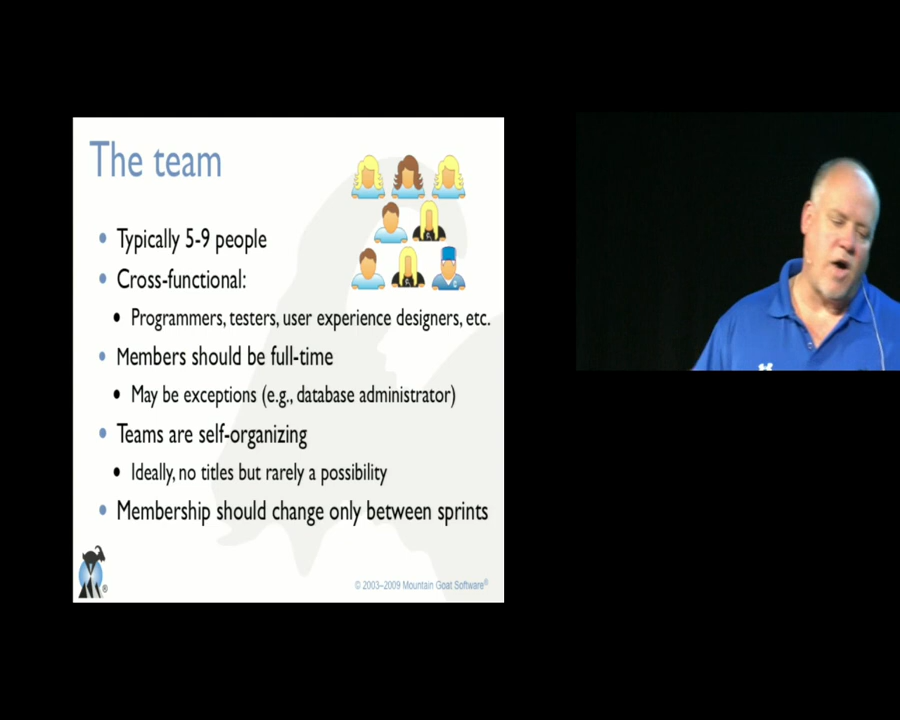 The team
Typically 5-9 people
Cross-functional:
Programmers, testers, user experience designers, etc.
Members should be full-time
May be exceptions (e.g., database administrator)
Teams are self-organizing
Ideally, no titles but rarely a possibility
Membership should change only between sprints
© 2003–2009 Mountain Goat Software®
®